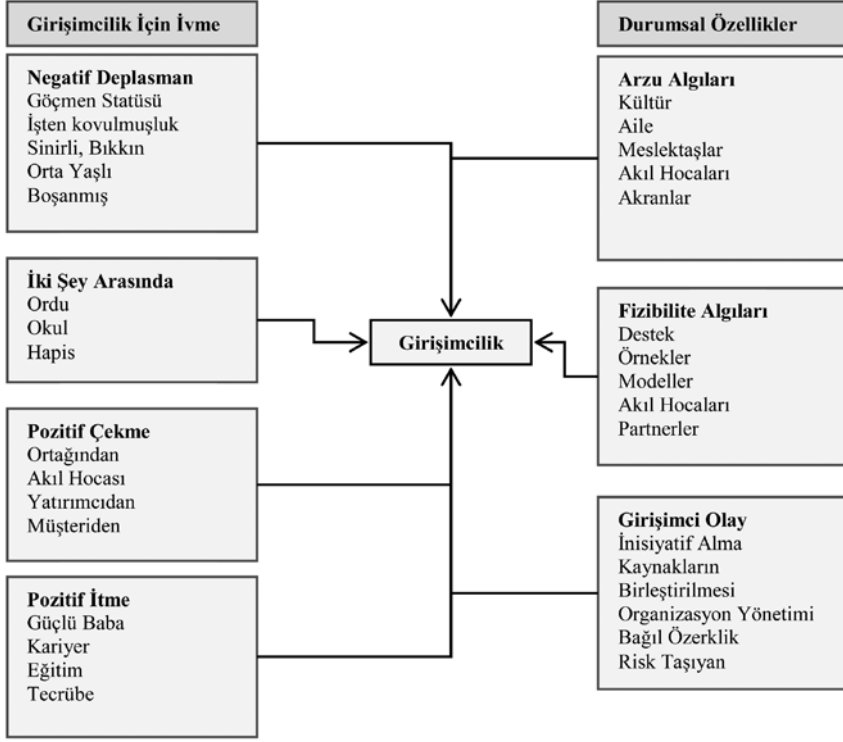 Girişimcilik İçin İvme
Negatif Deplasman
Göçmen Statüsü
İşten kovulmuşluk
Sinirli, Bıkkın
Orta Yaşlı
Boşanmış
İki Şey Arasında
Ordu
Okul
Hapis
Pozitif Çekme
Ortağından
Akıl Hocası
Yatırımcıdan
Müşteriden
Pozitif İtme
Güçlü Baba
Kariyer
Eğitim
Tecrübe
Girişimcilik
Durumsal Özellikler
Arzu Algıları
Kültür
Aile
Meslektaşlar
Akıl Hocaları
Akranlar
Fizibilite Algıları
Destek
Örnekler
Modeller
Akıl Hocaları
Partnerler
Girişimci Olay
İnisiyatif Alma
Kaynakların
Birleştirilmesi
Organizasyon Yönetimi
Bağıl Özerklik
Risk Taşıyan